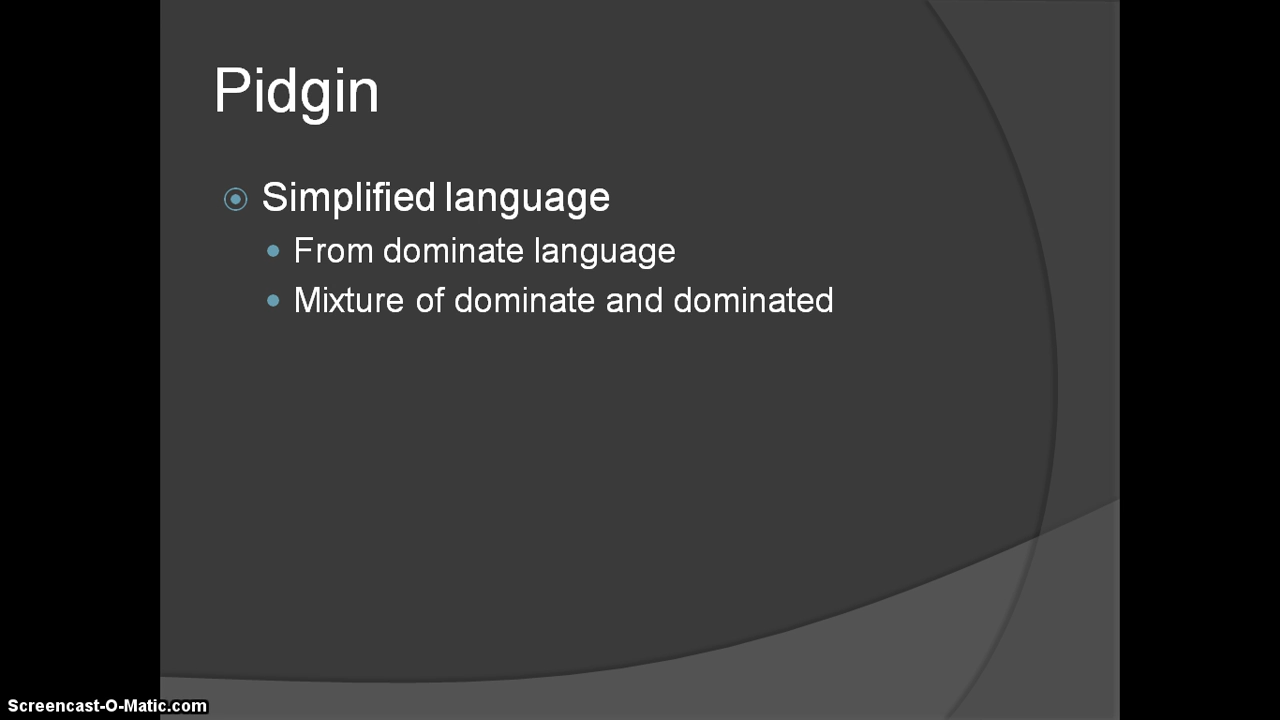 Pidgin
Simplified language
From dominate language
Mixture of dominate and dominated
Screencast-O-Matic.com